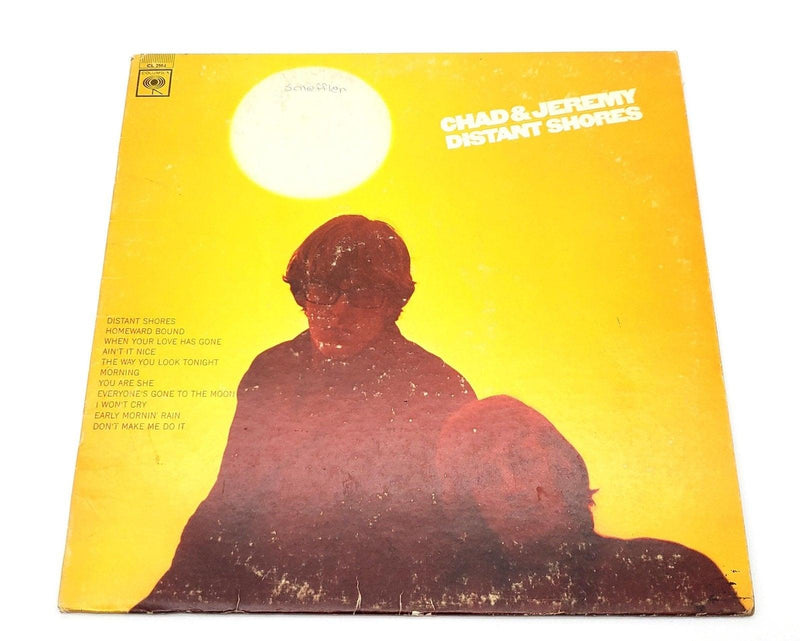 COLUMBIA
Scheffler
CHAD & JEREMY
DISTANT SHORES
DISTANT SHORES
HOMEWARD BOUND
WHEN YOUR LOVE HAS GONE
AIN'T IT NICE
THE WAY YOU LOOK TONIGHT
MORNING
YOU ARE SHE
EVERYONE'S GONE TO THE MOON
I WON'T CRY
EARLY MORNIN' RAIN
DON'T MAKE ME DO IT